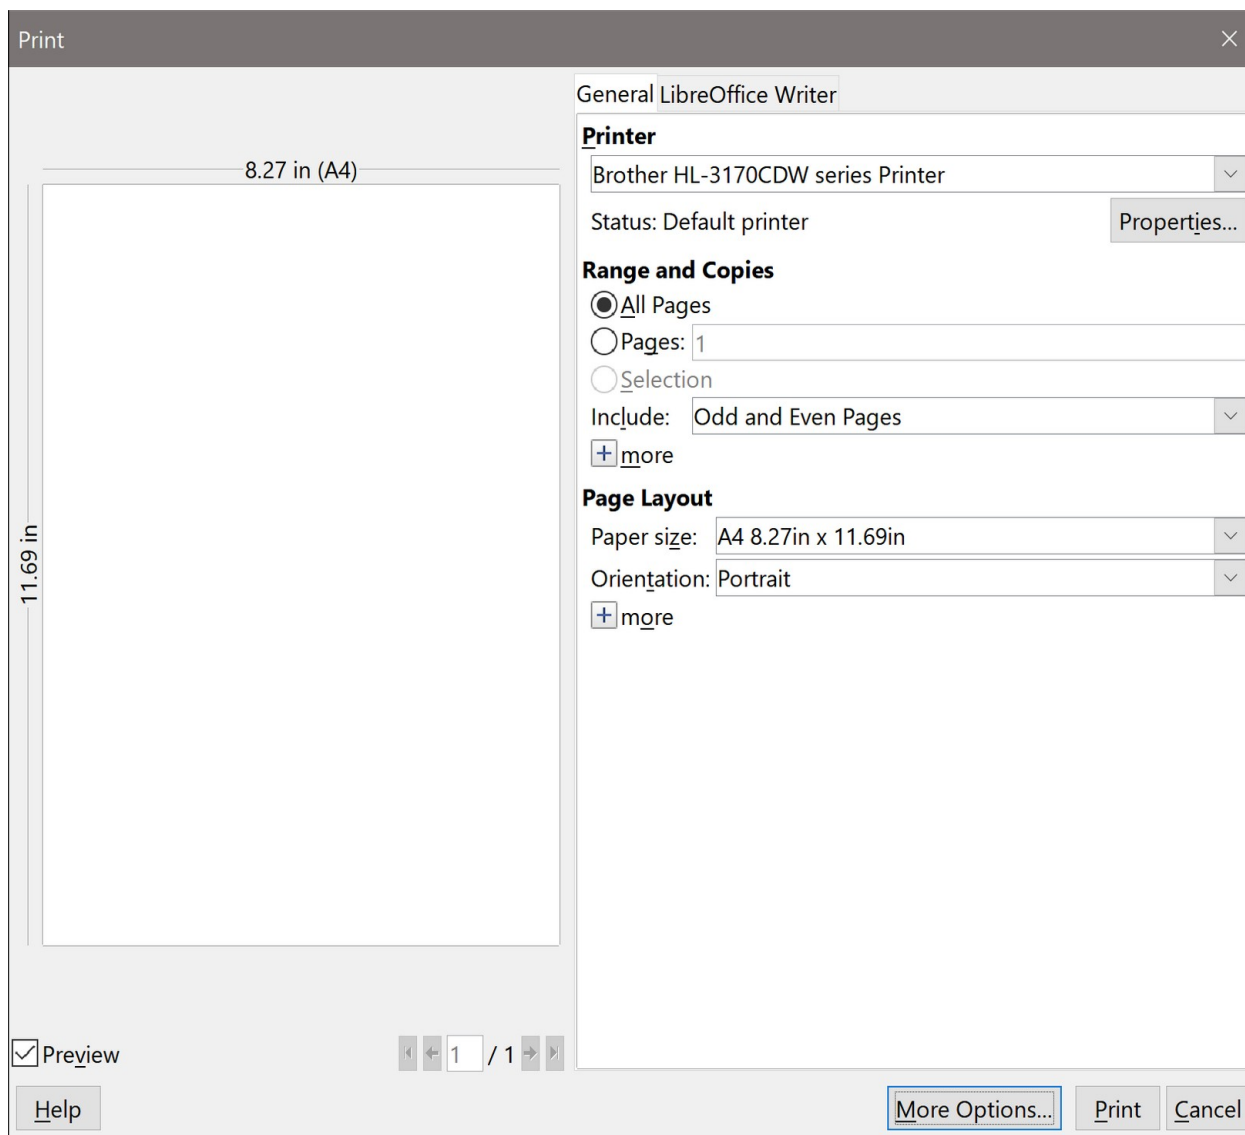 Print
General LibreOffice Writer
8.27 in (A4)
11.69 in
Printer
Brother HL-3170CDW series Printer
Status: Default printer Properties...
Range and Copies
All Pages
Pages: 1
Selection
Include: Odd and Even Pages
more
Page Layout
Paper size: A4 8.27in x 11.69in
Orientation: Portrait
more
Preview 1 / 1
Help More Options... Print Cancel